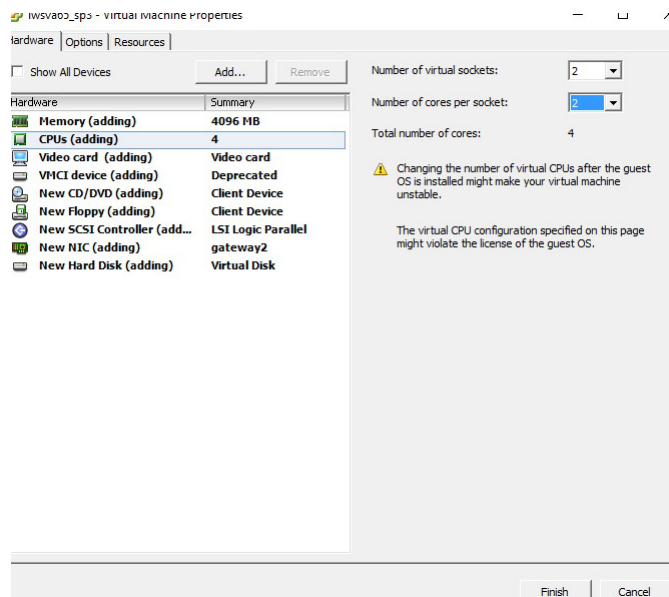 iwsva65_sp3 - Virtual Machine Properties
Hardware Options Resources
Show All Devices Add... Remove
Hardware Summary
Memory (adding) 4096 MB
CPUs (adding) 4
Video card (adding) Video card
VMCI device (adding) Deprecated
New CD/DVD (adding) Client Device
New Floppy (adding) Client Device
New SCSI Controller (add... LSI Logic Parallel
New NIC (adding) gateway2
New Hard Disk (adding) Virtual Disk
Number of virtual sockets: 2
Number of cores per socket: 2
Total number of cores: 4
Changing the number of virtual CPUs after the guest
OS is installed might make your virtual machine
unstable.
The virtual CPU configuration specified on this page
might violate the license of the guest OS.
Finish Cancel